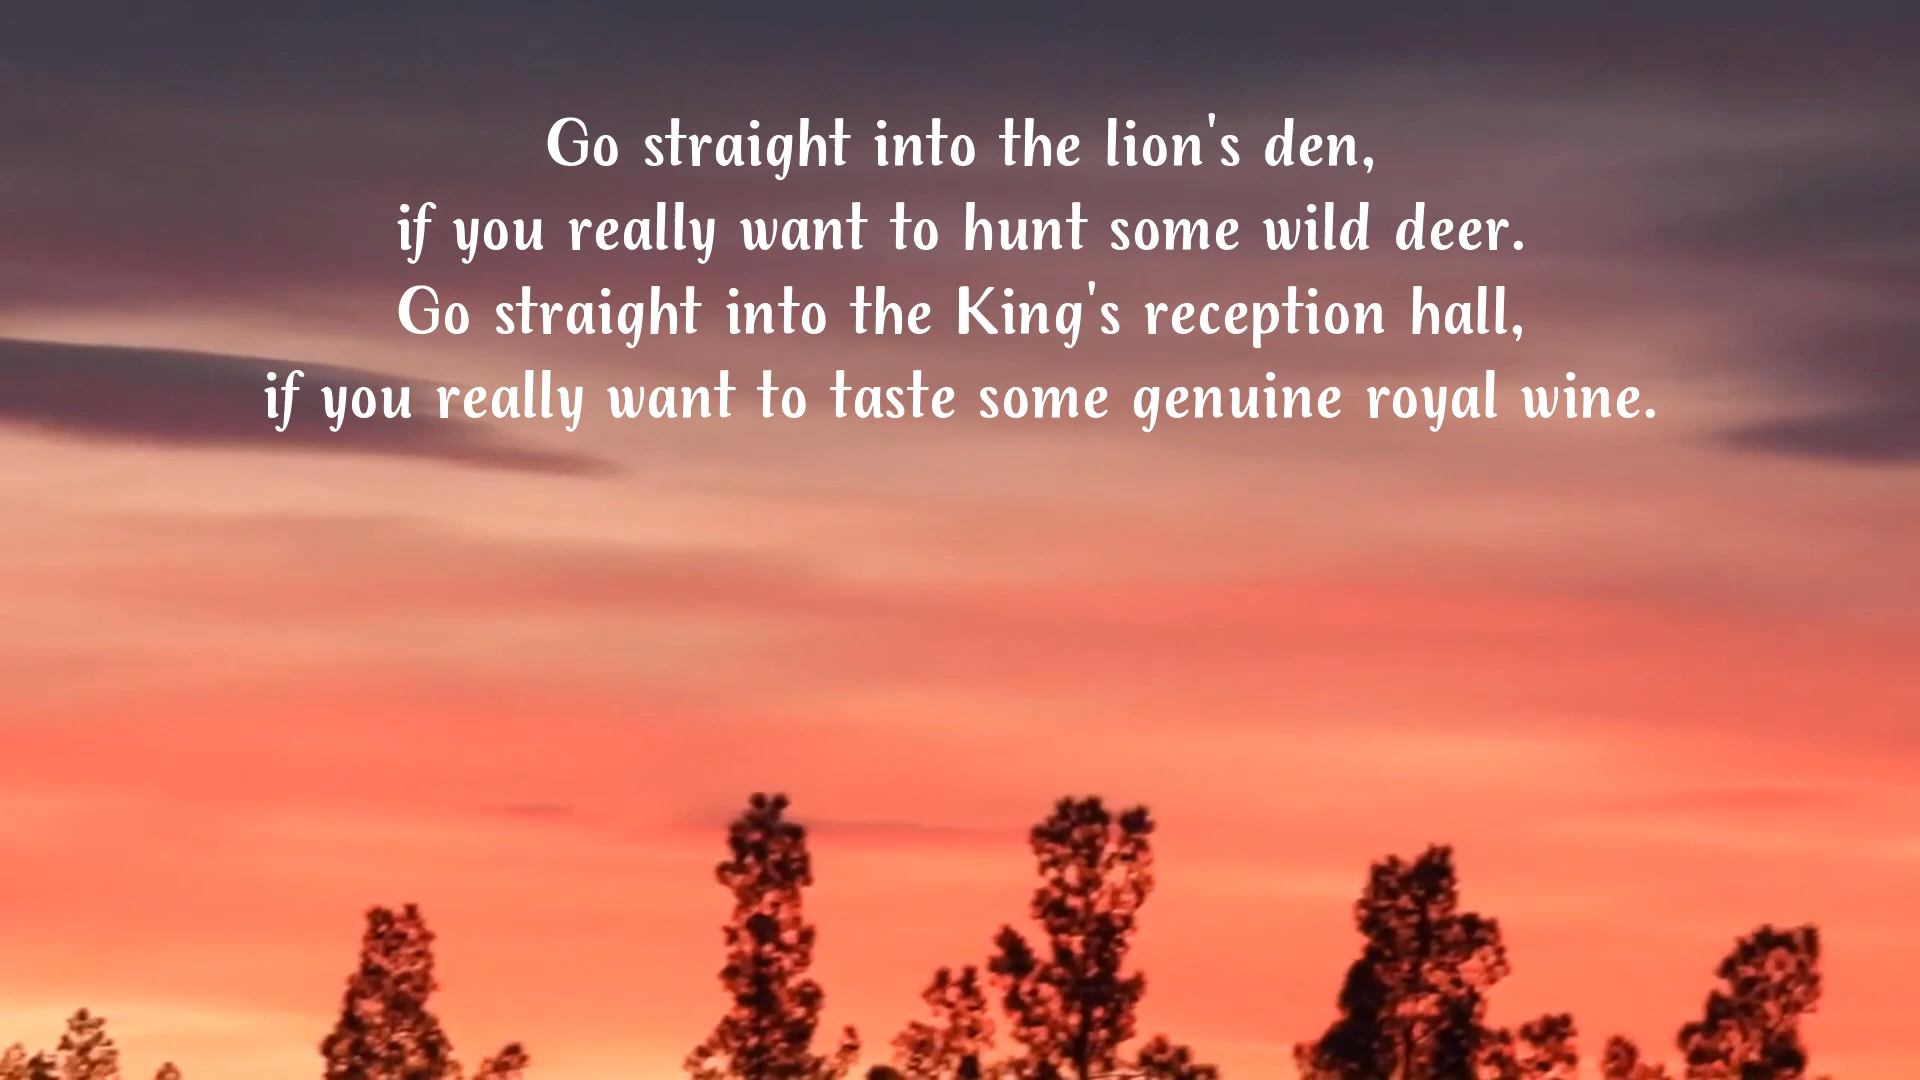 Go straight into the lion's den,
if you really want to hunt some wild deer.
Go straight into the King's reception hall,
if you really want to taste some genuine royal wine.